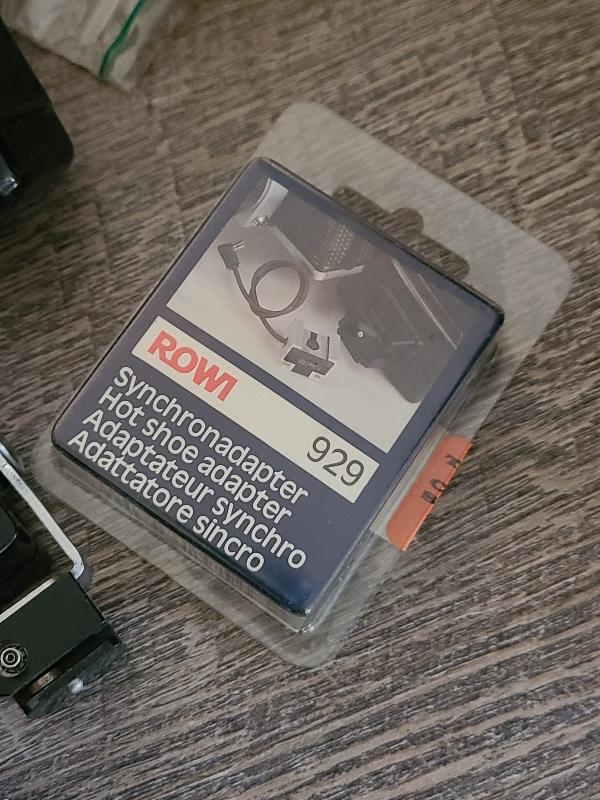 ROWI
929
Synchronadapter
Hot shoe adapter
Adaptateur synchro
Adattatore sincro